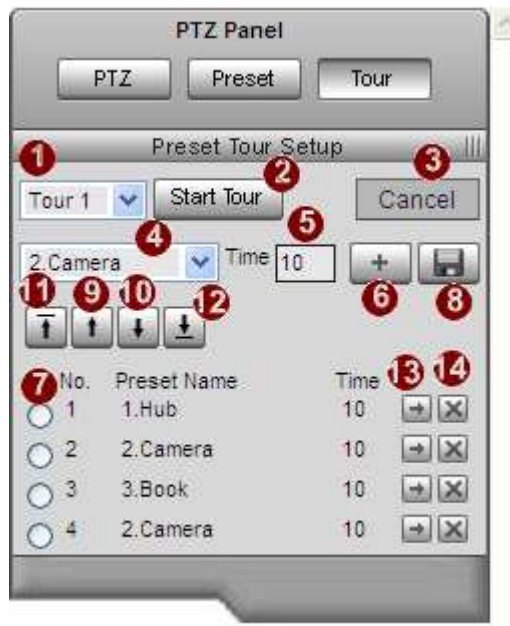 PTZ Panel
PTZ Preset Tour
Preset Tour Setup
1 2 3
Tour 1 Start Tour Cancel
4 5
2.Camera Time 10 +
11 9 10 12 6 8
7 No. Preset Name Time 13 14
1 1.Hub 10
2 2.Camera 10
3 3.Book 10
4 2.Camera 10